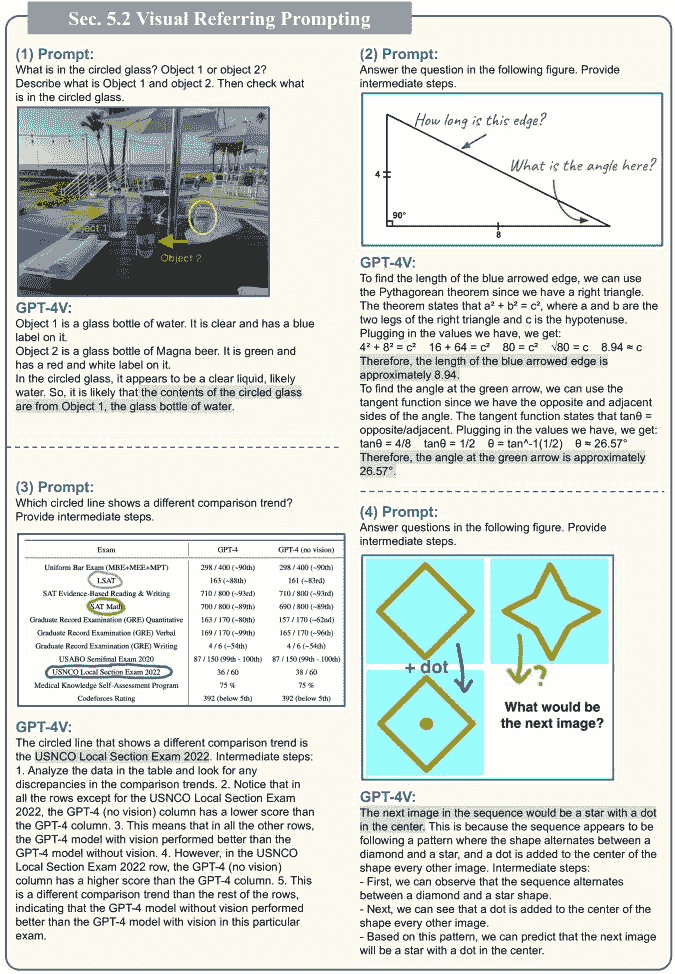 Sec. 5.2 Visual Referring Prompting
(1) Prompt:
What is in the circled glass? Object 1 or object 2?
Describe what is Object 1 and object 2. Then check what
is in the circled glass.
Object 1
Object 2
GPT-4V:
Object 1 is a glass bottle of water. It is clear and has a blue
label on it.
Object 2 is a glass bottle of Magna beer. It is green and
has a red and white label on it.
In the circled glass, it appears to be a clear liquid, likely
water. So, it is likely that the contents of the circled glass
are from Object 1, the glass bottle of water.
(2) Prompt:
Answer the question in the following figure. Provide
intermediate steps.
How long is this edge?
What is the angle here?
4
90°
8
GPT-4V:
To find the length of the blue arrowed edge, we can use
the Pythagorean theorem since we have a right triangle.
The theorem states that a² + b² = c², where a and b are the
two legs of the right triangle and c is the hypotenuse.
Plugging in the values we have, we get:
4² + 8² = c² 16 + 64 = c² 80 = c² √80 = c 8.94 ≈ c
Therefore, the length of the blue arrowed edge is
approximately 8.94.
To find the angle at the green arrow, we can use the
tangent function since we have the opposite and adjacent
sides of the angle. The tangent function states that tanθ =
opposite/adjacent. Plugging in the values we have, we get:
tanθ = 4/8 tanθ = 1/2 θ = tan^-1(1/2) θ ≈ 26.57°
Therefore, the angle at the green arrow is approximately
26.57°.
(3) Prompt:
Which circled line shows a different comparison trend?
Provide intermediate steps.
Exam GPT-4 GPT-4 (no vision)
Uniform Bar Exam (MBE+MEE+MPT) 298 / 400 (~90th) 298 / 400 (~90th)
LSAT 163 (~88th) 161 (~83rd)
SAT Evidence-Based Reading & Writing 710 / 800 (~93rd) 710 / 800 (~93rd)
SAT Math 700 / 800 (~89th) 690 / 800 (~89th)
Graduate Record Examination (GRE) Quantitative 163 / 170 (~80th) 157 / 170 (~62nd)
Graduate Record Examination (GRE) Verbal 169 / 170 (~99th) 165 / 170 (~96th)
Graduate Record Examination (GRE) Writing 4 / 6 (~54th) 4 / 6 (~54th)
USABO Semifinal Exam 2020 87 / 150 (99th - 100th) 87 / 150 (99th - 100th)
USNCO Local Section Exam 2022 36 / 60 38 / 60
Medical Knowledge Self-Assessment Program 75 % 75 %
Codeforces Rating 392 (below 5th) 392 (below 5th)
GPT-4V:
The circled line that shows a different comparison trend is
the USNCO Local Section Exam 2022. Intermediate steps:
1. Analyze the data in the table and look for any
discrepancies in the comparison trends. 2. Notice that in
all the rows except for the USNCO Local Section Exam
2022, the GPT-4 (no vision) column has a lower score than
the GPT-4 column. 3. This means that in all the other rows,
the GPT-4 model with vision performed better than the
GPT-4 model without vision. 4. However, in the USNCO
Local Section Exam 2022 row, the GPT-4 (no vision)
column has a higher score than the GPT-4 column. 5. This
is a different comparison trend than the rest of the rows,
indicating that the GPT-4 model without vision performed
better than the GPT-4 model with vision in this particular
exam.
(4) Prompt:
Answer questions in the following figure. Provide
intermediate steps.
+ dot
?
What would be
the next image?
GPT-4V:
The next image in the sequence would be a star with a dot
in the center. This is because the sequence appears to be
following a pattern where the shape alternates between a
diamond and a star, and a dot is added to the center of the
shape every other image. Intermediate steps:
- First, we can observe that the sequence alternates
between a diamond and a star shape.
- Next, we can see that a dot is added to the center of the
shape every other image.
- Based on this pattern, we can predict that the next image
will be a star with a dot in the center.